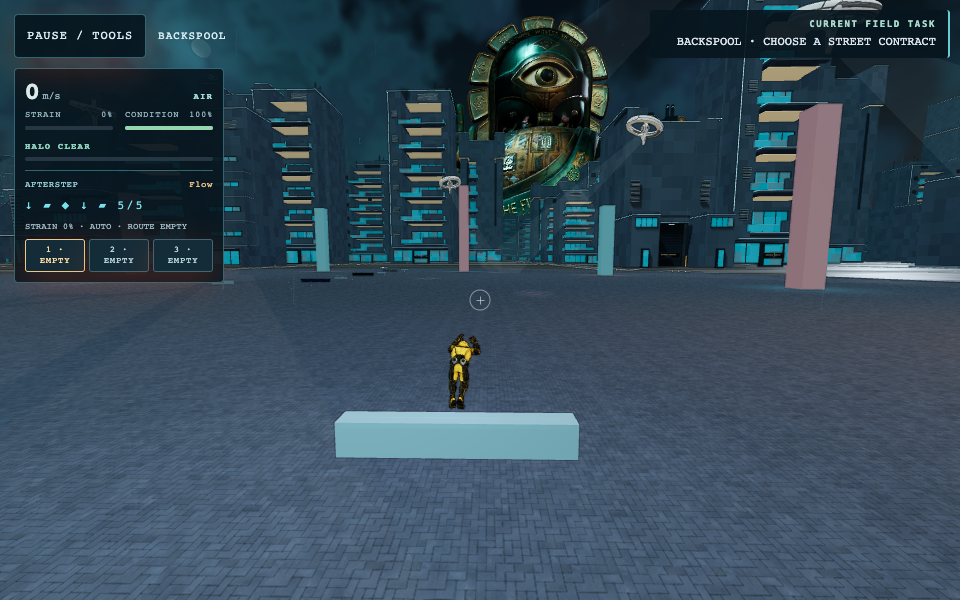 PAUSE / TOOLS
BACKSPOOL
CURRENT FIELD TASK
BACKSPOOL · CHOOSE A STREET CONTRACT
0 m/s
AIR
STRAIN 0%
CONDITION 100%
HALO CLEAR
AFTERSTEP
Flow
5/5
STRAIN 0% · AUTO · ROUTE EMPTY
1 · EMPTY
2 · EMPTY
3 · EMPTY